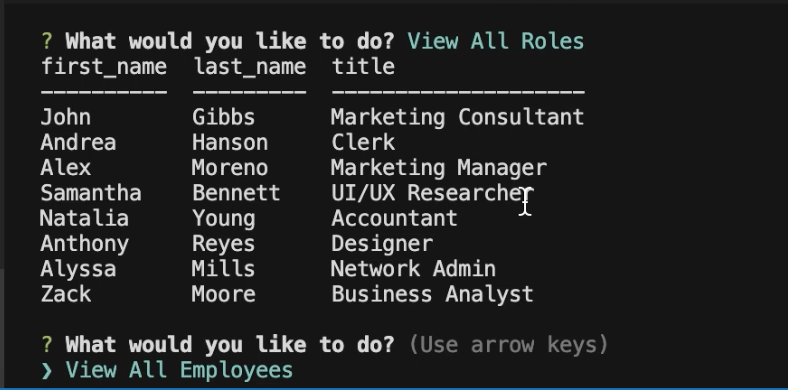 ? What would you like to do? View All Roles
first_name  last_name  title
----------  ---------  --------------------
John        Gibbs      Marketing Consultant
Andrea      Hanson     Clerk
Alex        Moreno     Marketing Manager
Samantha    Bennett    UI/UX Researcher
Natalia     Young      Accountant
Anthony     Reyes      Designer
Alyssa      Mills      Network Admin
Zack        Moore      Business Analyst
? What would you like to do? (Use arrow keys)
❯ View All Employees